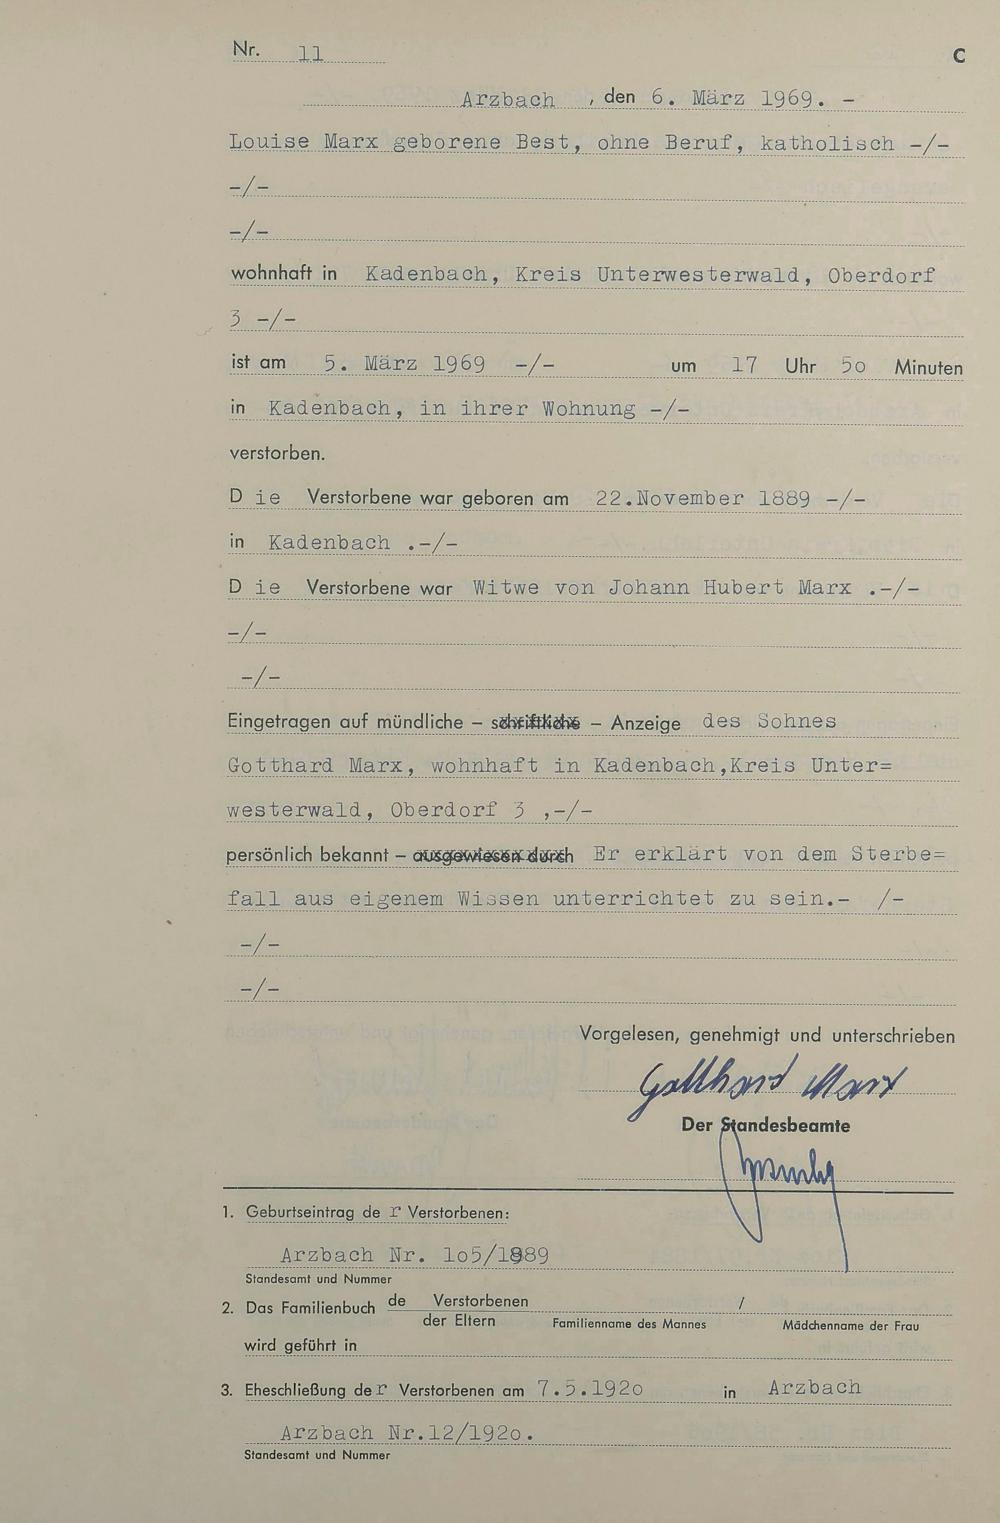 Nr. 11 C
Arzbach , den 6. März 1969. -
Louise Marx geborene Best, ohne Beruf, katholisch -/-
-/-
-/-
wohnhaft in Kadenbach, Kreis Unterwesterwald, Oberdorf
3 -/-
ist am 5. März 1969 -/- um 17 Uhr 5o Minuten
in Kadenbach, in ihrer Wohnung -/-
verstorben.
D ie Verstorbene war geboren am 22.November 1889 -/-
in Kadenbach .-/-
D ie Verstorbene war Witwe von Johann Hubert Marx .-/-
-/-
-/-
Eingetragen auf mündliche – schriftliche – Anzeige des Sohnes
Gotthard Marx, wohnhaft in Kadenbach,Kreis Unter=
westerwald, Oberdorf 3 ,-/-
persönlich bekannt – ausgewiesen durch Er erklärt von dem Sterbe=
fall aus eigenem Wissen unterrichtet zu sein.- /-
-/-
-/-
Vorgelesen, genehmigt und unterschrieben
Gotthard Marx
Der Standesbeamte
1. Geburtseintrag de r Verstorbenen:
Arzbach Nr. 1o5/1889
Standesamt und Nummer
2. Das Familienbuch de Verstorbenen /
der Eltern Familienname des Mannes Mädchenname der Frau
wird geführt in
3. Eheschließung de r Verstorbenen am 7.5.192o in Arzbach
Arzbach Nr.12/192o.
Standesamt und Nummer